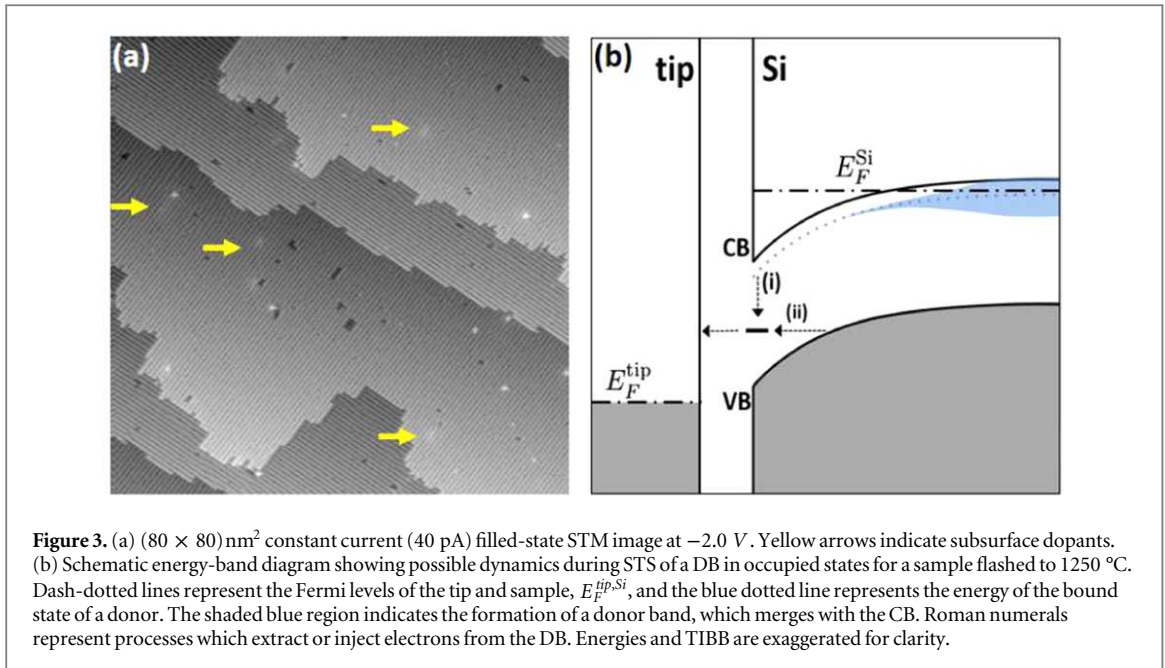 (a)
(b) tip Si
E_F^Si
CB
(i)
(ii)
E_F^tip
VB
Figure 3. (a) (80 × 80) nm² constant current (40 pA) filled-state STM image at −2.0 V. Yellow arrows indicate subsurface dopants.
(b) Schematic energy-band diagram showing possible dynamics during STS of a DB in occupied states for a sample flashed to 1250 °C.
Dash-dotted lines represent the Fermi levels of the tip and sample, E_F^{tip,Si}, and the blue dotted line represents the energy of the bound
state of a donor. The shaded blue region indicates the formation of a donor band, which merges with the CB. Roman numerals
represent processes which extract or inject electrons from the DB. Energies and TIBB are exaggerated for clarity.